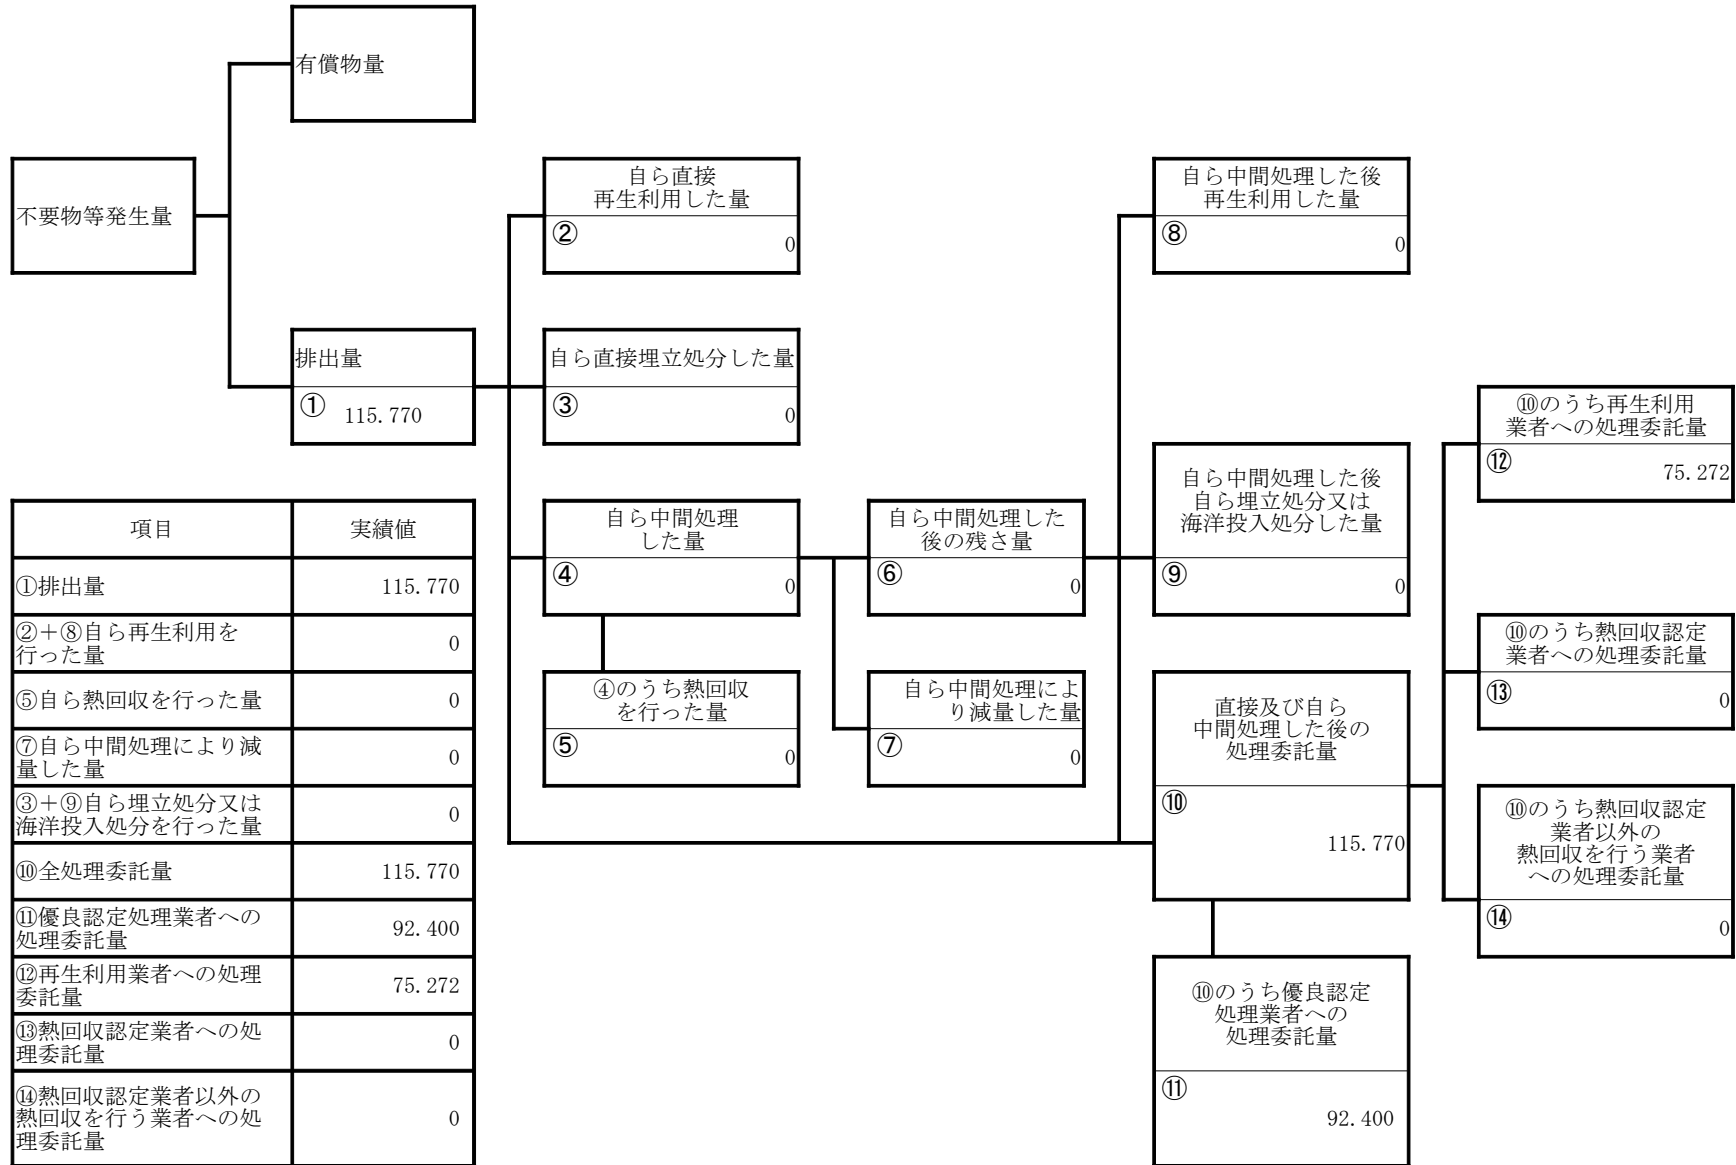 有償物量
不要物等発生量
排出量
①
115.770
自ら直接
再生利用した量
②
0
自ら直接埋立処分した量
③
0
自ら中間処理
した量
④
0
④のうち熱回収
を行った量
⑤
0
自ら中間処理した
後の残さ量
⑥
0
自ら中間処理によ
り減量した量
⑦
0
自ら中間処理した後
再生利用した量
⑧
0
自ら中間処理した後
自ら埋立処分又は
海洋投入処分した量
⑨
0
直接及び自ら
中間処理した後の
処理委託量
⑩
115.770
⑩のうち優良認定
処理業者への
処理委託量
⑪
92.400
⑩のうち再生利用
業者への処理委託量
⑫
75.272
⑩のうち熱回収認定
業者への処理委託量
⑬
0
⑩のうち熱回収認定
業者以外の
熱回収を行う業者
への処理委託量
⑭
0
項目 実績値
①排出量 115.770
②＋⑧自ら再生利用を
行った量 0
⑤自ら熱回収を行った量 0
⑦自ら中間処理により減
量した量 0
③＋⑨自ら埋立処分又は
海洋投入処分を行った量 0
⑩全処理委託量 115.770
⑪優良認定処理業者への
処理委託量 92.400
⑫再生利用業者への処理
委託量 75.272
⑬熱回収認定業者への処
理委託量 0
⑭熱回収認定業者以外の
熱回収を行う業者への処 0
理委託量